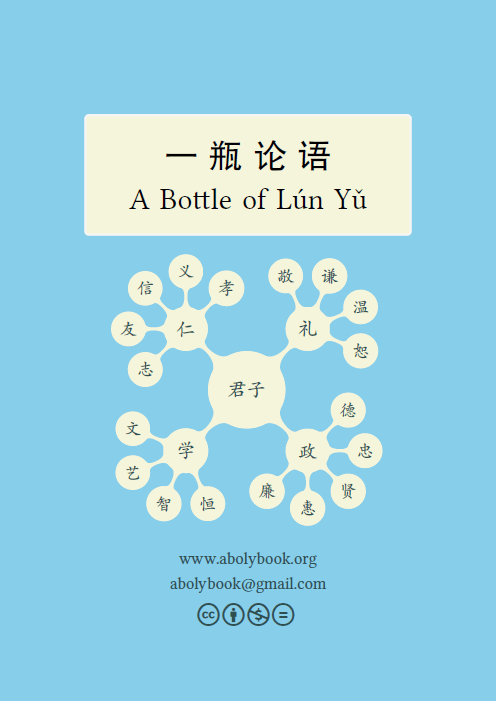 一瓶论语
A Bottle of Lún Yǔ
义
敬
谦
信
孝
温
友
仁
礼
恕
志
君子
德
文
学
政
忠
艺
智
恒
廉
惠
贤
www.abolybook.org
abolybook@gmail.com
cc